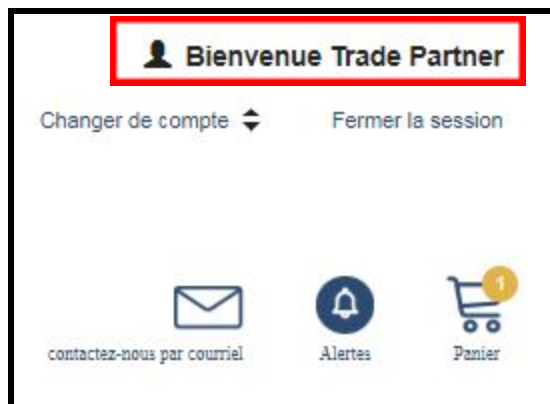 Bienvenue Trade Partner
Changer de compte Fermer la session
1
contactez-nous par courriel Alertes Panier